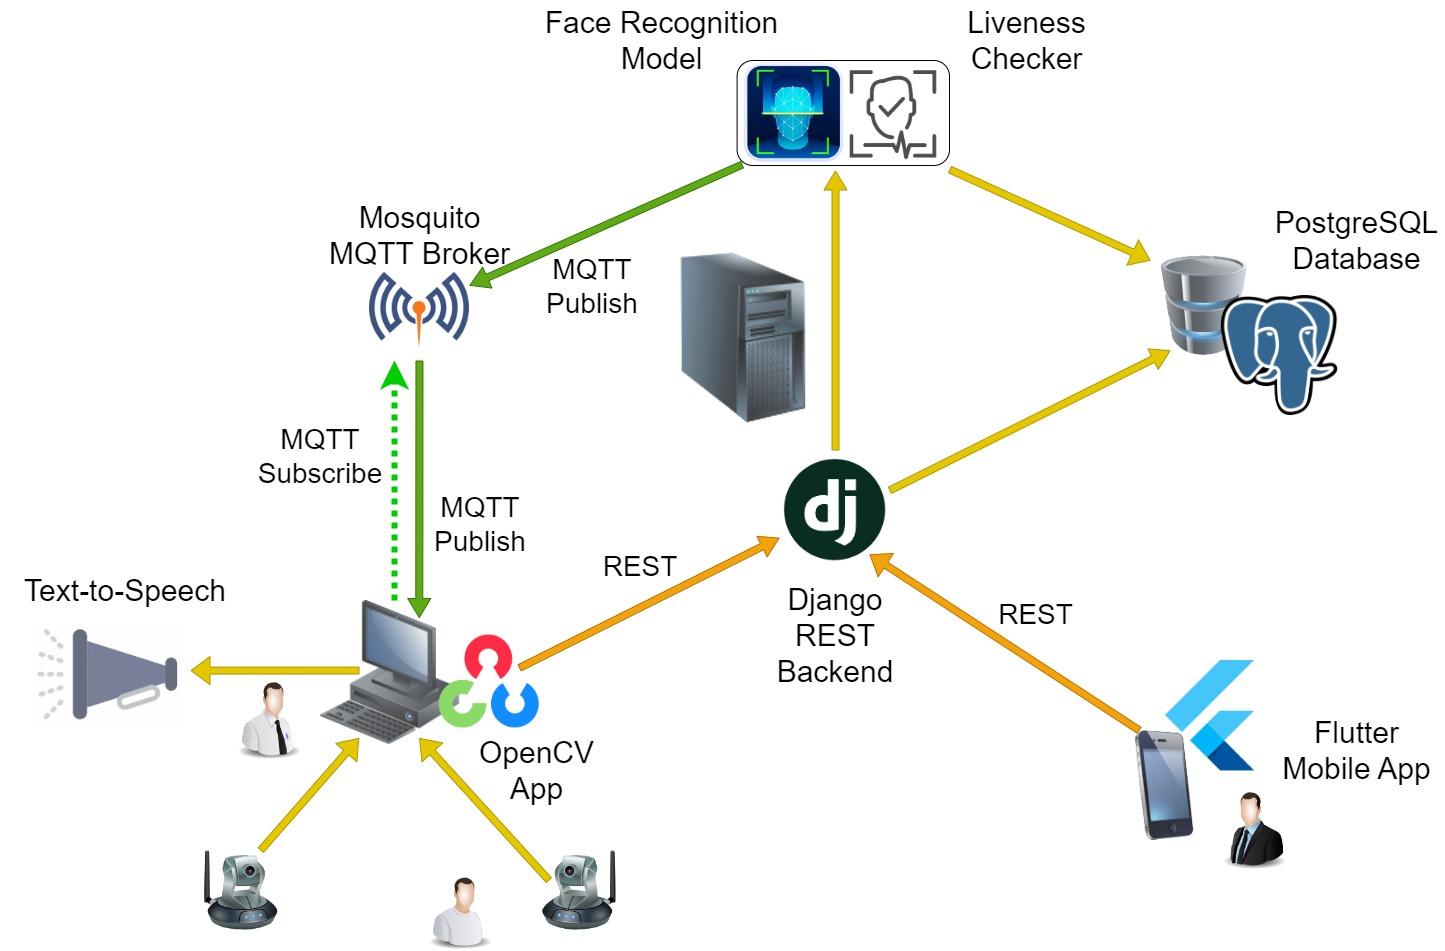 Face Recognition
Model
Liveness
Checker
Mosquito
MQTT Broker
MQTT
Publish
PostgreSQL
Database
MQTT
Subscribe
MQTT
Publish
dj
REST
Django
REST
Backend
REST
Text-to-Speech
OpenCV
App
Flutter
Mobile App